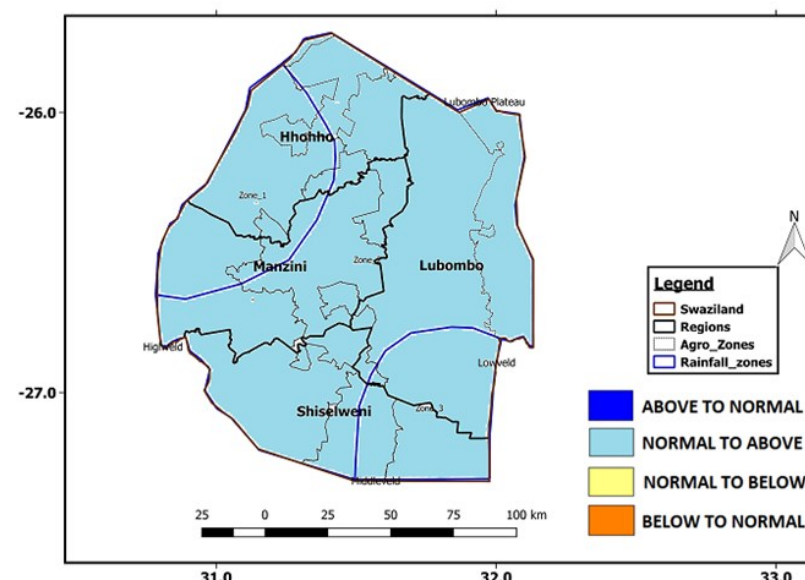 -26.0
-27.0
Lubombo Plateau
Hhohho
Zone_1
Manzini
Zone_
Lubombo
Highveld
Lowveld
Shiselweni
Zone_3
Middleveld
25 0 25 50 75 100 km
N
Legend
Swaziland
Regions
Agro_Zones
Rainfall_zones
ABOVE TO NORMAL
NORMAL TO ABOVE
NORMAL TO BELOW
BELOW TO NORMAL
31.0 32.0 33.0